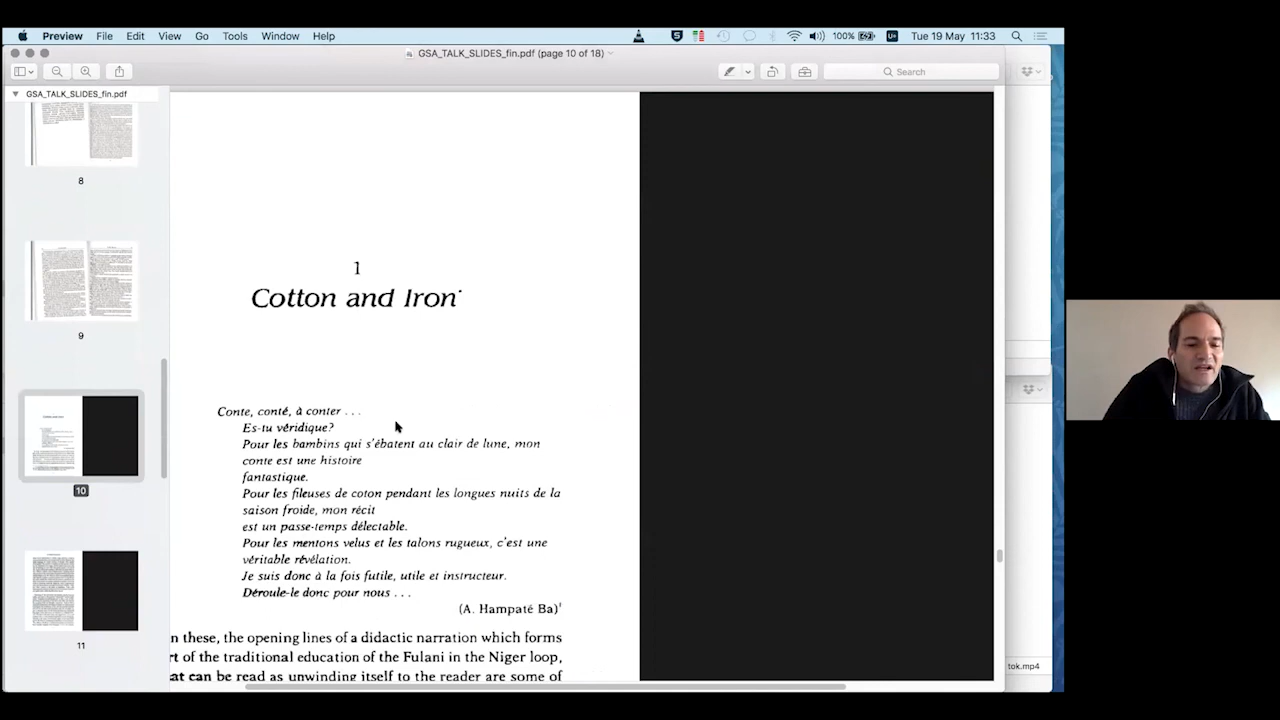 Preview File Edit View Go Tools Window Help 100% Tue 19 May 11:33
GSA_TALK_SLIDES_fin.pdf (page 10 of 18)
Search
GSA_TALK_SLIDES_fin.pdf
8
9
10
11
1
Cotton and Iron*
Conte, conté, à conter . . .
Es-tu véridique?
Pour les bambins qui s'ébatent au clair de lune, mon
conte est une histoire
fantastique.
Pour les fileuses de coton pendant les longues nuits de la
saison froide, mon récit
est un passe-temps délectable.
Pour les mentons velus et les talons rugueux, c'est une
véritable révélation.
Je suis donc à la fois futile, utile et instructeur.
Déroule-le donc pour nous . . .
(A. Hampaté Ba)¹
n these, the opening lines of a didactic narration which forms
rt of the traditional education of the Fulani in the Niger loop,
at can be read as unwinding itself to the reader are some of
tok.mp4